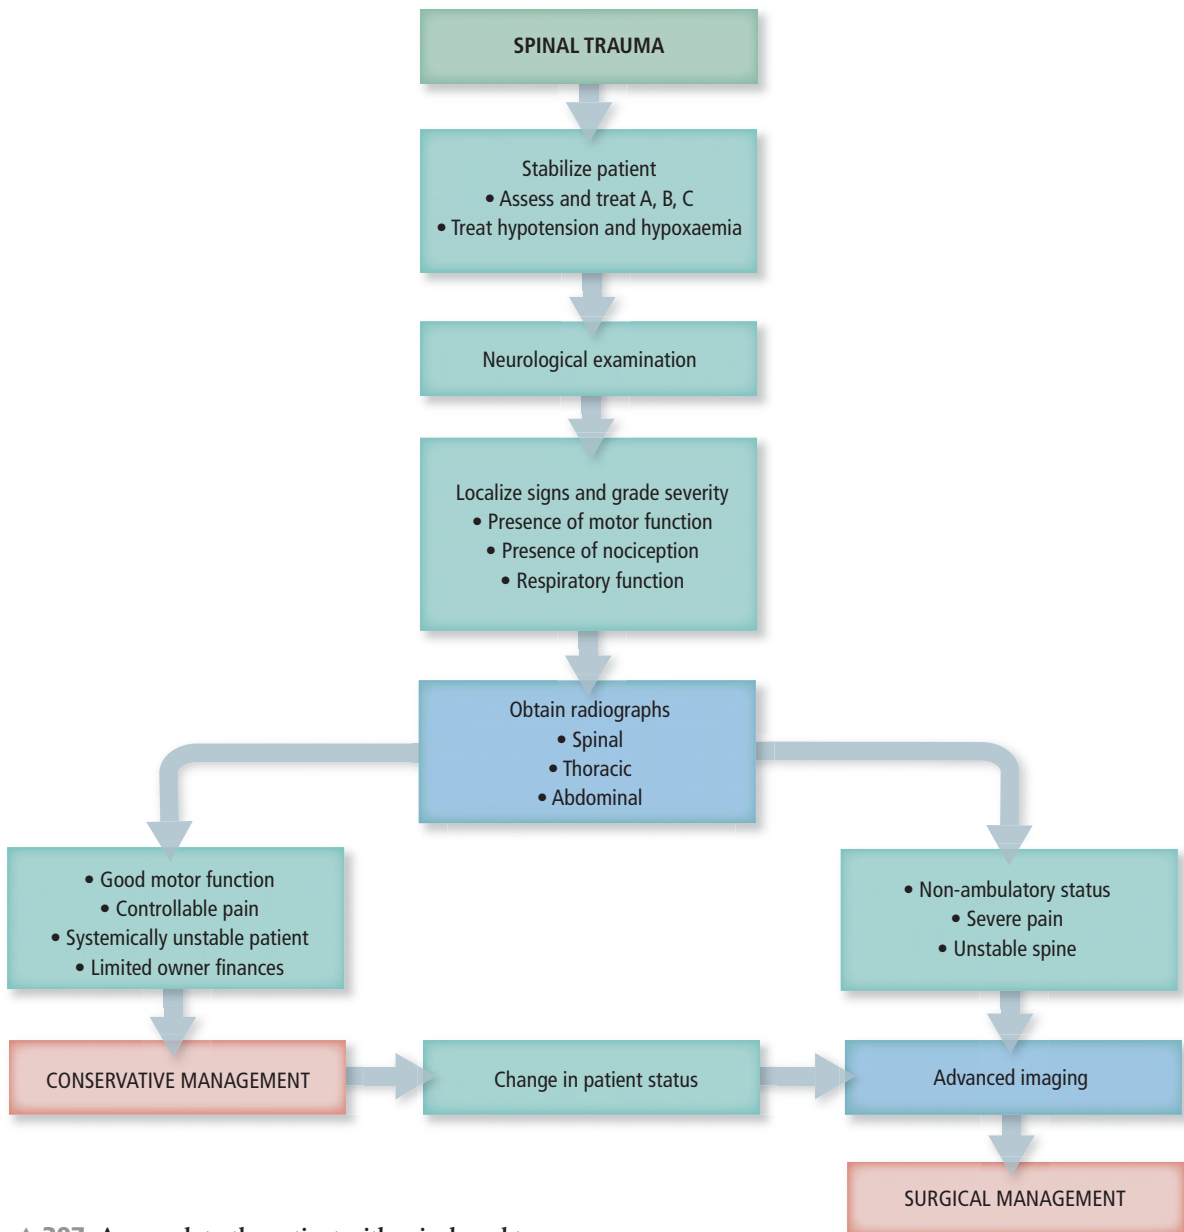 SPINAL TRAUMA
Stabilize patient
• Assess and treat A, B, C
• Treat hypotension and hypoxaemia
Neurological examination
Localize signs and grade severity
• Presence of motor function
• Presence of nociception
• Respiratory function
Obtain radiographs
• Spinal
• Thoracic
• Abdominal
• Good motor function
• Controllable pain
• Systemically unstable patient
• Limited owner finances
• Non-ambulatory status
• Severe pain
• Unstable spine
CONSERVATIVE MANAGEMENT
Change in patient status
Advanced imaging
SURGICAL MANAGEMENT